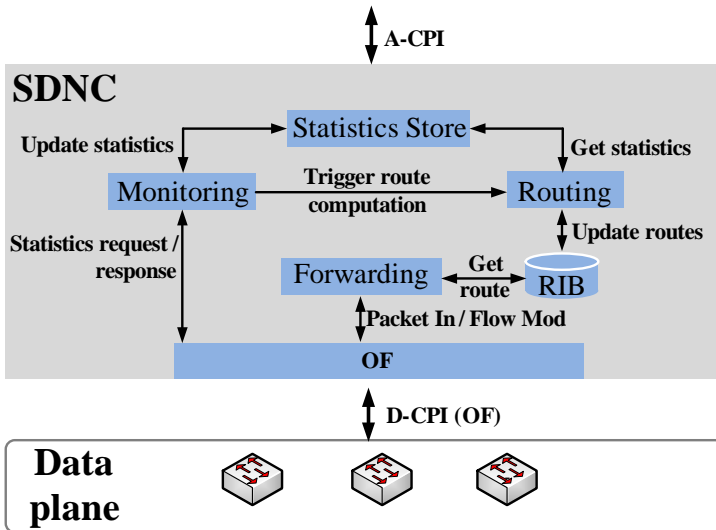 A-CPI
SDNC
Statistics Store
Update statistics
Get statistics
Monitoring
Trigger route
computation
Routing
Statistics request /
response
Update routes
Forwarding
Get
route
RIB
Packet In / Flow Mod
OF
D-CPI (OF)
Data
plane